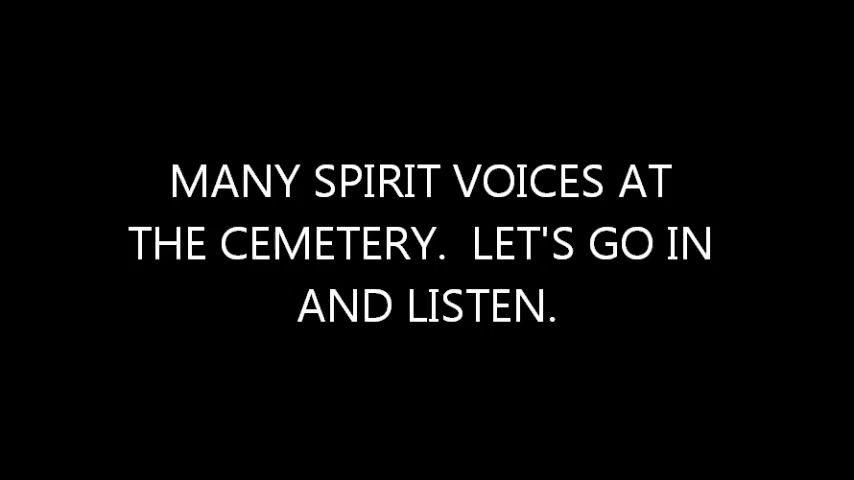 MANY SPIRIT VOICES AT
THE CEMETERY.  LET'S GO IN
AND LISTEN.